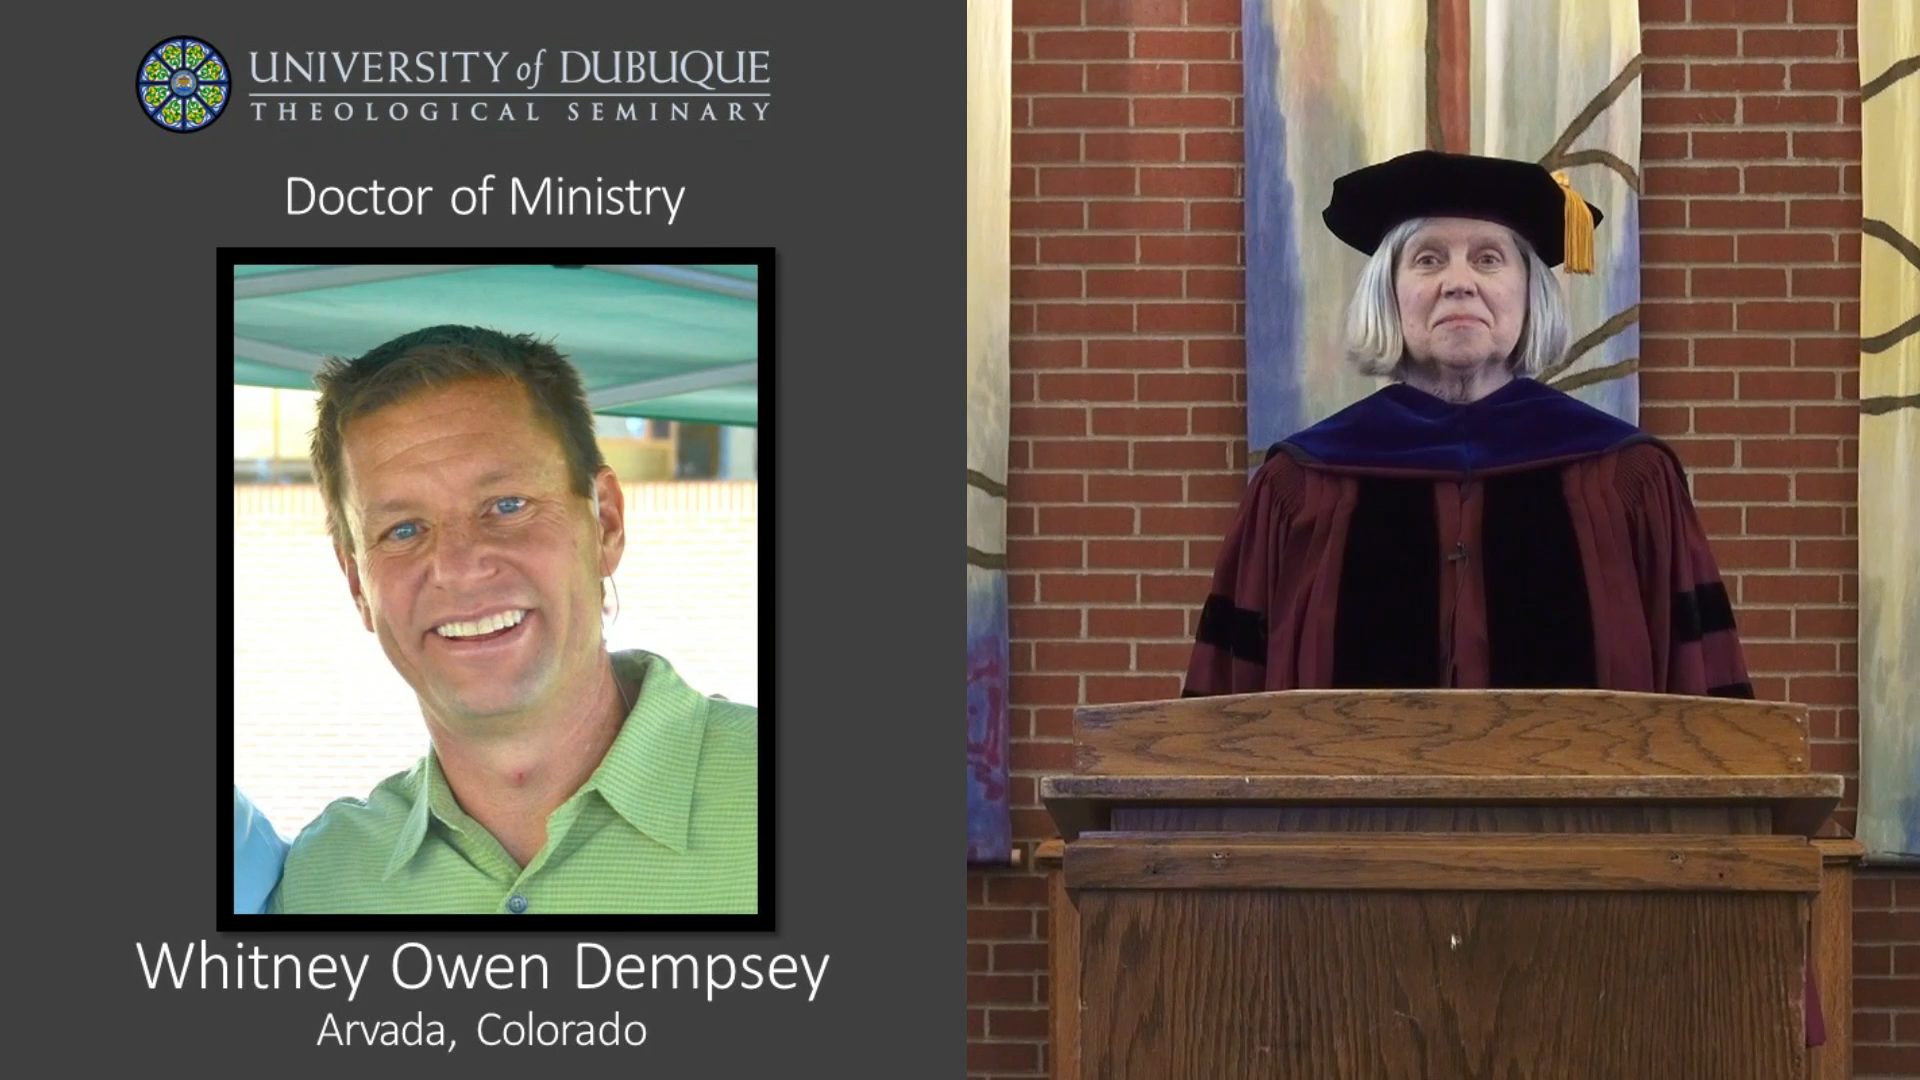 UNIVERSITY of DUBUQUE
THEOLOGICAL SEMINARY
Doctor of Ministry
Whitney Owen Dempsey
Arvada, Colorado